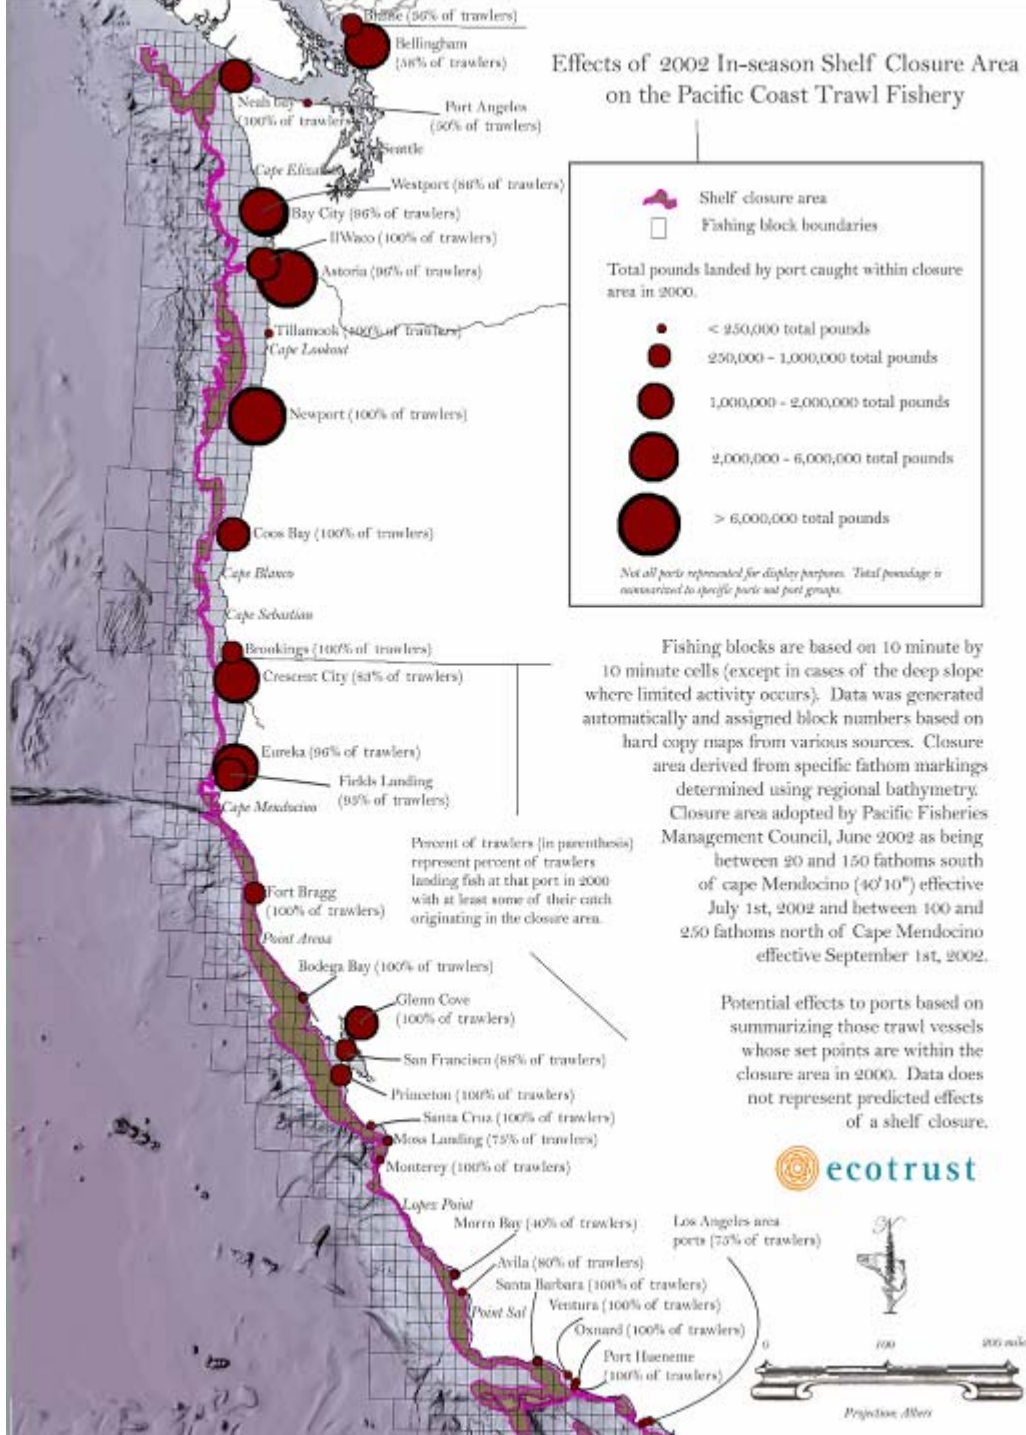 Blaine (56% of trawlers)
Bellingham
(58% of trawlers)
Effects of 2002 In-season Shelf Closure Area
on the Pacific Coast Trawl Fishery
Neah Bay
(100% of trawlers)
Port Angeles
(50% of trawlers)
Seattle
Cape Eliza
Westport (86% of trawlers)
Bay City (96% of trawlers)
IlWaco (100% of trawlers)
Astoria (96% of trawlers)
Tillamook (100% of trawlers)
Cape Lookout
Newport (100% of trawlers)
Coos Bay (100% of trawlers)
Cape Blanco
Cape Sebastian
Brookings (100% of trawlers)
Crescent City (83% of trawlers)
Eureka (96% of trawlers)
Fields Landing
(93% of trawlers)
Cape Mendocino
Fort Bragg
(100% of trawlers)
Point Arena
Bodega Bay (100% of trawlers)
Glenn Cove
(100% of trawlers)
San Francisco (88% of trawlers)
Princeton (100% of trawlers)
Santa Cruz (100% of trawlers)
Moss Landing (75% of trawlers)
Monterey (100% of trawlers)
Lopez Point
Morro Bay (40% of trawlers)
Avila (80% of trawlers)
Santa Barbara (100% of trawlers)
Point Sal
Ventura (100% of trawlers)
Oxnard (100% of trawlers)
Port Hueneme
(100% of trawlers)
Los Angeles area
ports (75% of trawlers)
Shelf closure area
Fishing block boundaries
Total pounds landed by port caught within closure
area in 2000.
< 250,000 total pounds
250,000 - 1,000,000 total pounds
1,000,000 - 2,000,000 total pounds
2,000,000 - 6,000,000 total pounds
> 6,000,000 total pounds
Not all ports represented for display purposes. Total poundage is
summarized to specific ports not port groups.
Fishing blocks are based on 10 minute by
10 minute cells (except in cases of the deep slope
where limited activity occurs). Data was generated
automatically and assigned block numbers based on
hard copy maps from various sources. Closure
area derived from specific fathom markings
determined using regional bathymetry.
Closure area adopted by Pacific Fisheries
Management Council, June 2002 as being
between 20 and 150 fathoms south
of cape Mendocino (40'10") effective
July 1st, 2002 and between 100 and
250 fathoms north of Cape Mendocino
effective September 1st, 2002.
Percent of trawlers (in parenthesis)
represent percent of trawlers
landing fish at that port in 2000
with at least some of their catch
originating in the closure area.
Potential effects to ports based on
summarizing those trawl vessels
whose set points are within the
closure area in 2000. Data does
not represent predicted effects
of a shelf closure.
ecotrust
N
0 100 200 mile
Projection: Albers